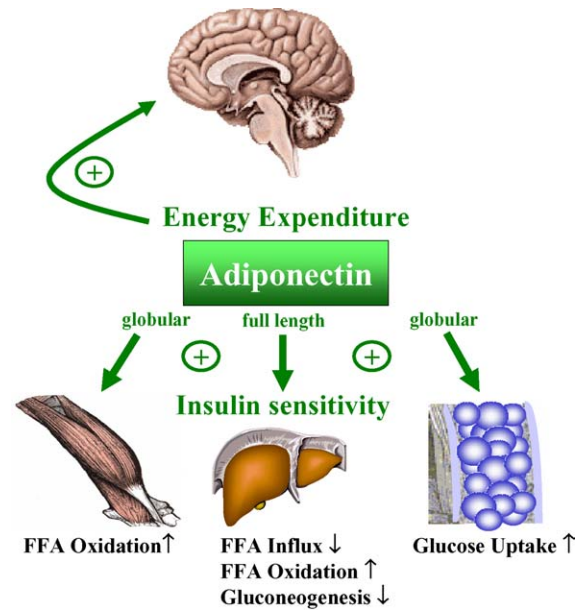 +
Energy Expenditure
Adiponectin
globular full length globular
+ +
Insulin sensitivity
FFA Oxidation↑ FFA Influx ↓ Glucose Uptake ↑
FFA Oxidation ↑
Gluconeogenesis ↓